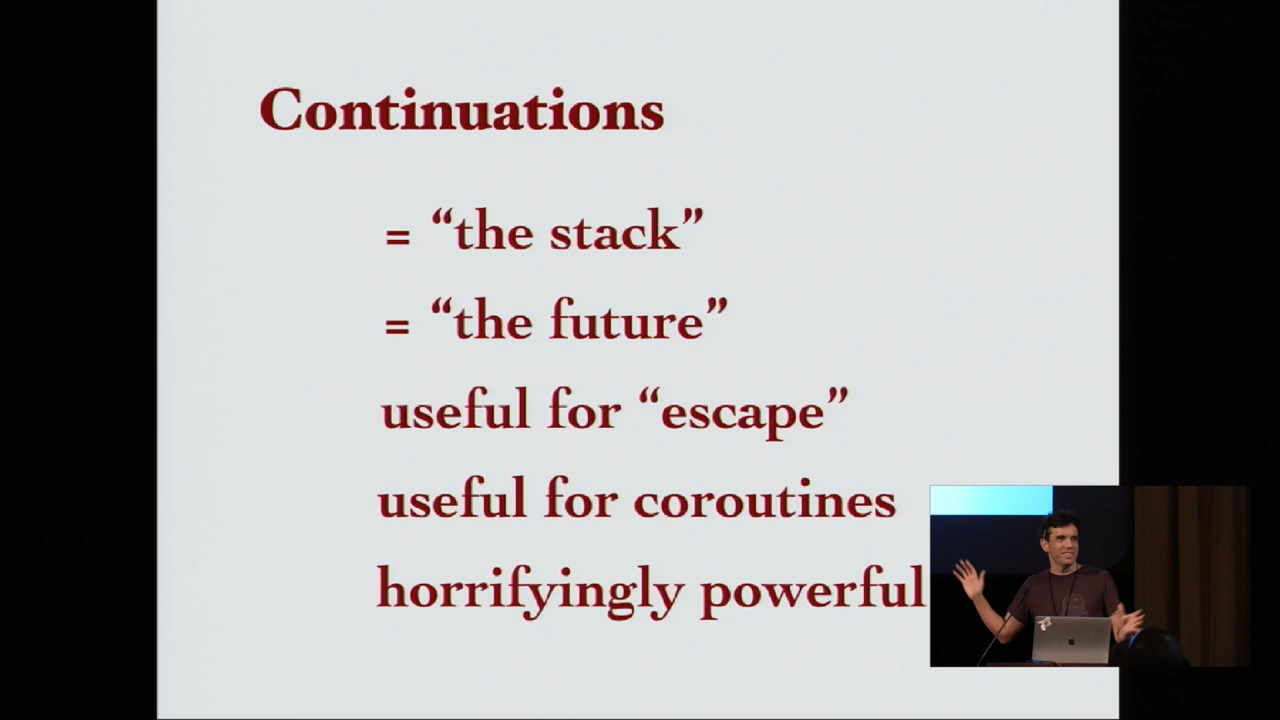 Continuations
= “the stack”
= “the future”
useful for “escape”
useful for coroutines
horrifyingly powerful